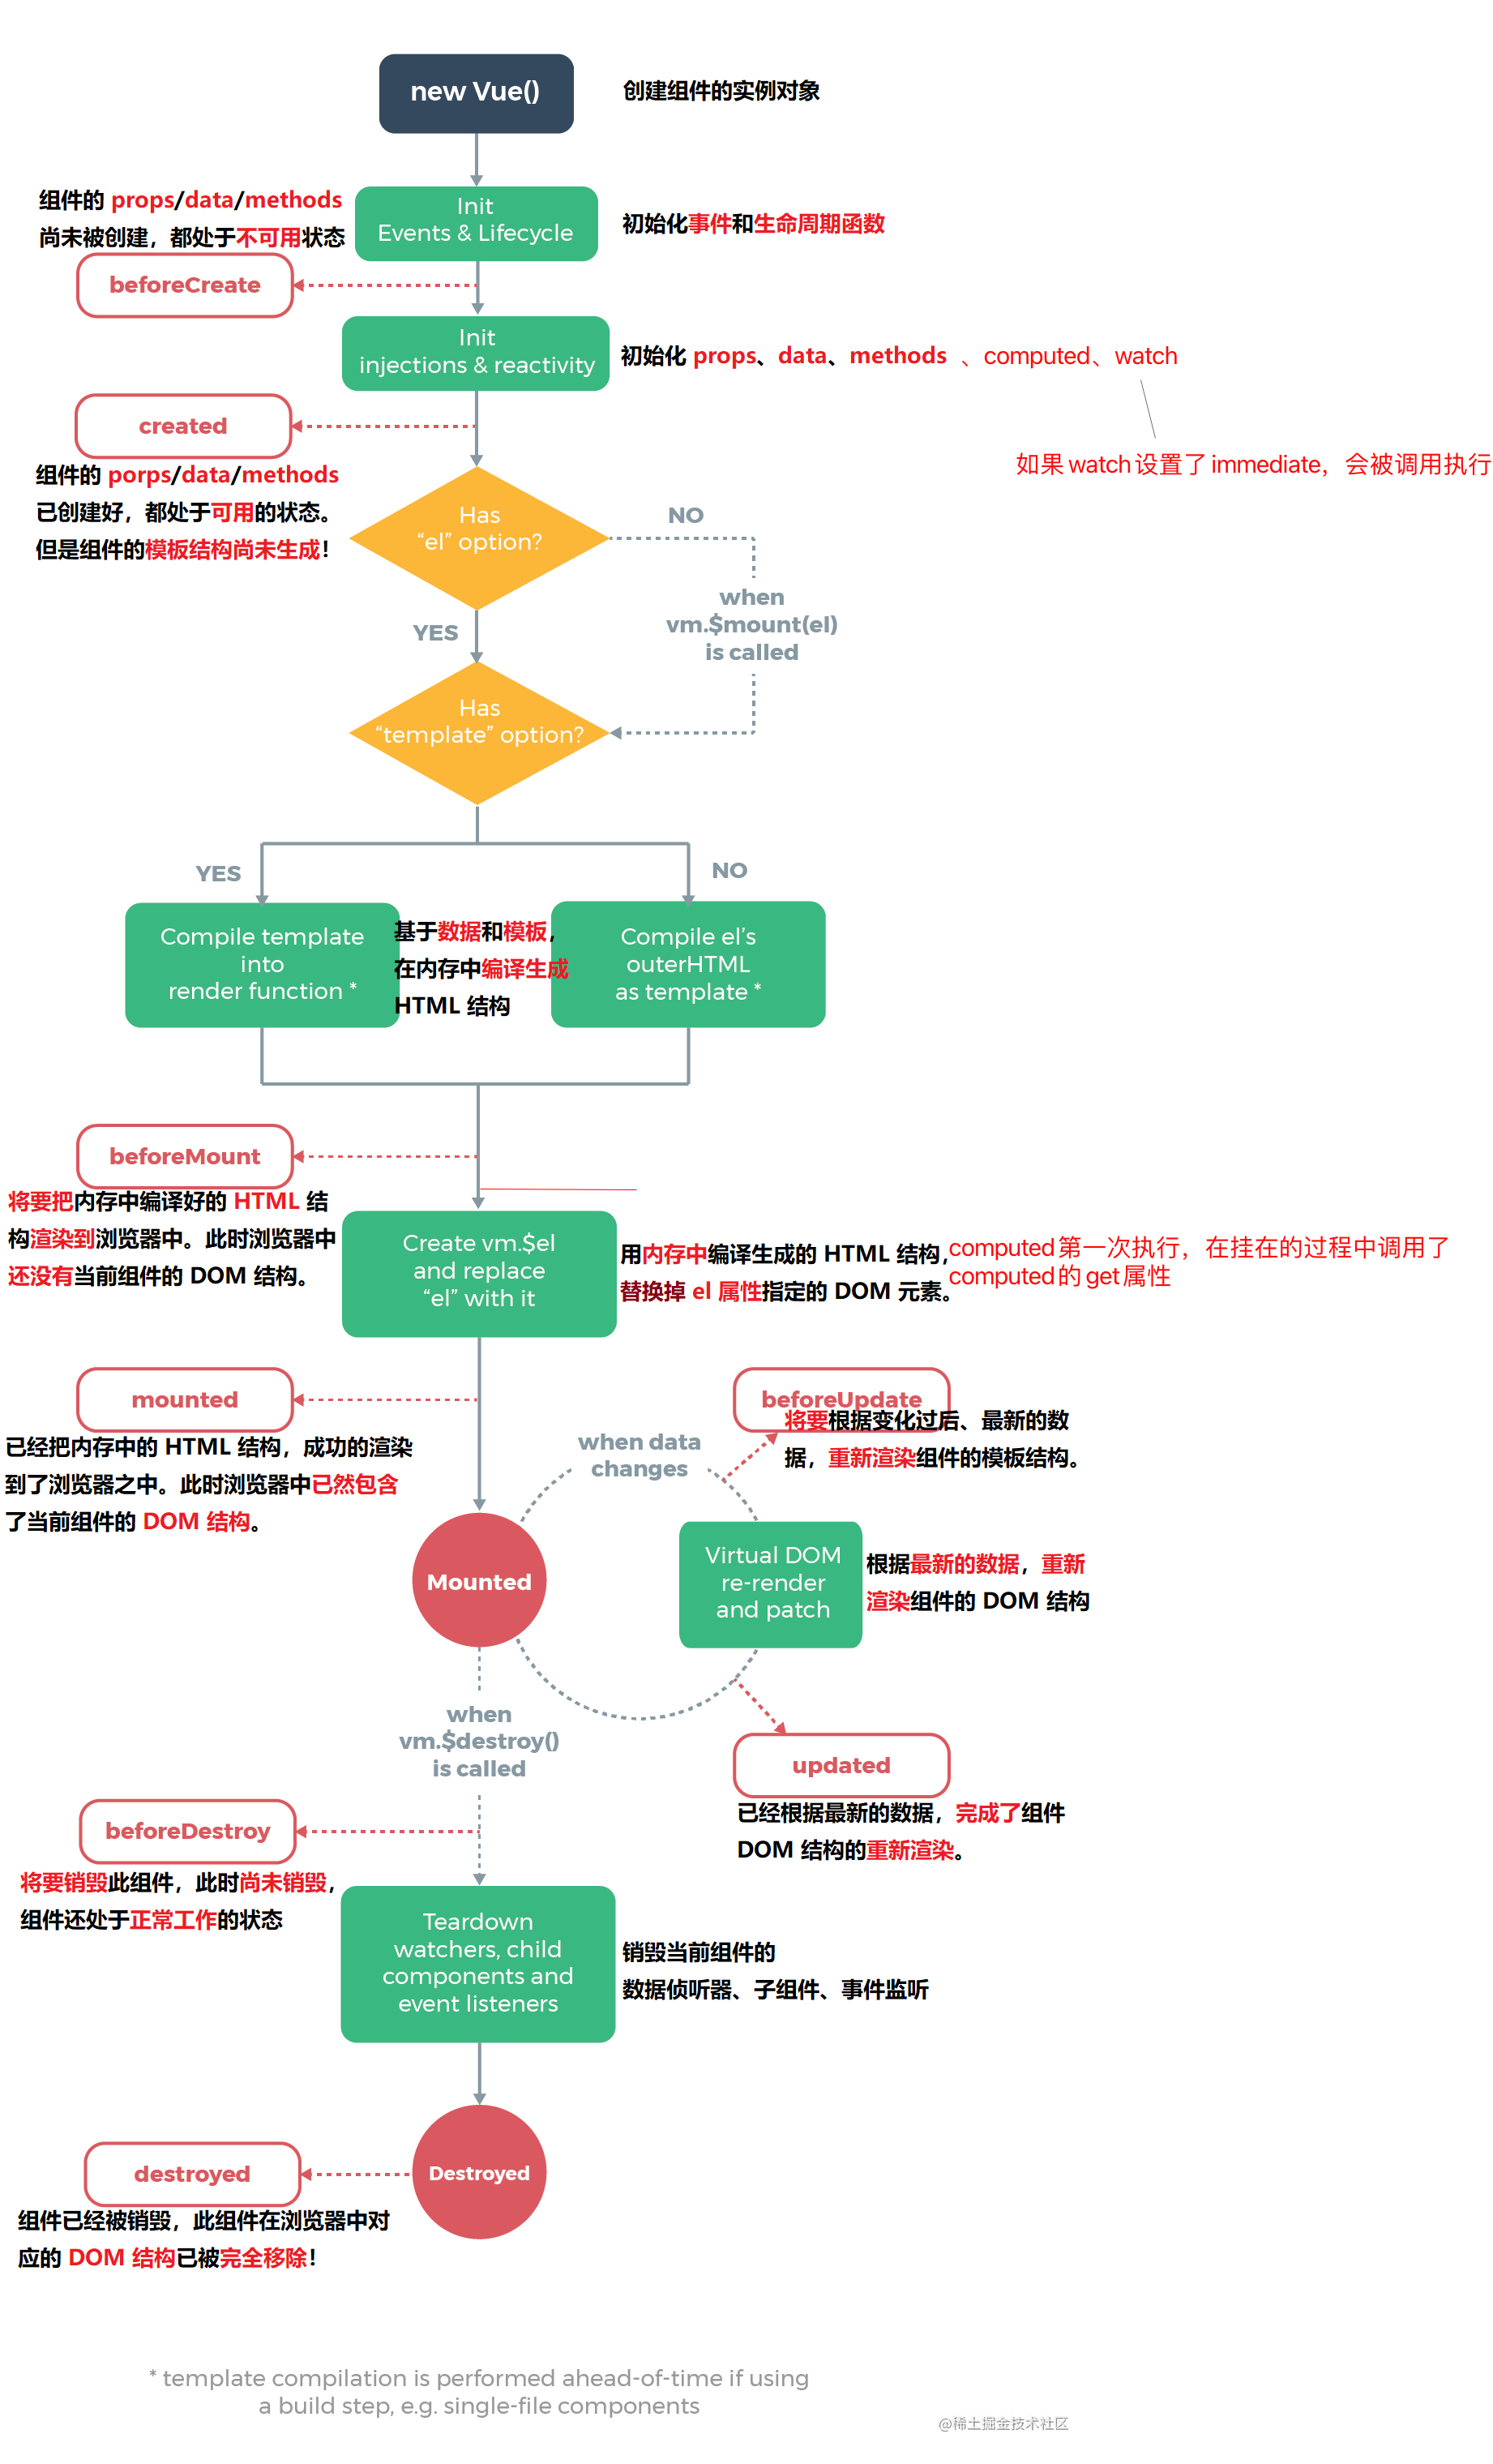 new Vue()
创建组件的实例对象
组件的 props/data/methods
尚未被创建，都处于不可用状态
Init
Events & Lifecycle
初始化事件和生命周期函数
beforeCreate
Init
injections & reactivity
初始化 props、data、methods 、computed、watch
如果 watch 设置了 immediate，会被调用执行
created
组件的 porps/data/methods
已创建好，都处于可用的状态。
但是组件的模板结构尚未生成！
Has
“el” option?
NO
when
vm.$mount(el)
is called
YES
Has
“template” option?
YES
NO
Compile template
into
render function *
基于数据和模板，
在内存中编译生成
HTML 结构
Compile el’s
outerHTML
as template *
beforeMount
将要把内存中编译好的 HTML 结
构渲染到浏览器中。此时浏览器中
还没有当前组件的 DOM 结构。
Create vm.$el
and replace
“el” with it
用内存中编译生成的 HTML 结构，
替换掉 el 属性指定的 DOM 元素。
computed 第一次执行，在挂在的过程中调用了
computed 的 get 属性
mounted
已经把内存中的 HTML 结构，成功的渲染
到了浏览器之中。此时浏览器中已然包含
了当前组件的 DOM 结构。
beforeUpdate
将要根据变化过后、最新的数
据，重新渲染组件的模板结构。
when data
changes
Mounted
Virtual DOM
re-render
and patch
根据最新的数据，重新
渲染组件的 DOM 结构
when
vm.$destroy()
is called
updated
已经根据最新的数据，完成了组件
DOM 结构的重新渲染。
beforeDestroy
将要销毁此组件，此时尚未销毁，
组件还处于正常工作的状态
Teardown
watchers, child
components and
event listeners
销毁当前组件的
数据侦听器、子组件、事件监听
destroyed
Destroyed
组件已经被销毁，此组件在浏览器中对
应的 DOM 结构已被完全移除！
* template compilation is performed ahead-of-time if using
a build step, e.g. single-file components
@稀土掘金技术社区